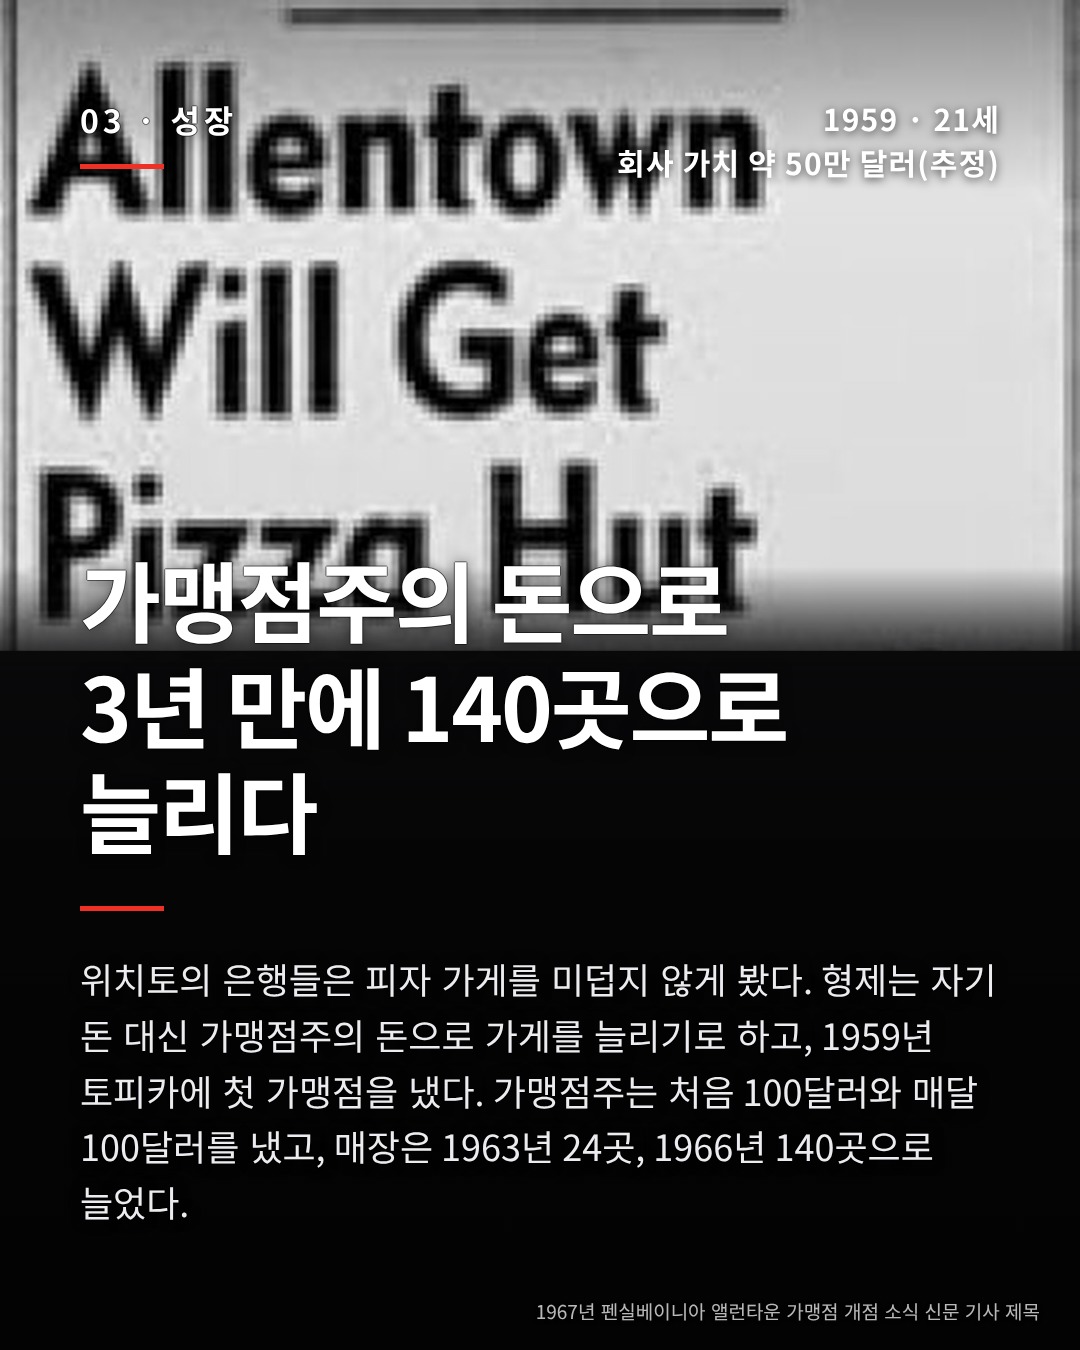 Allentown
Will Get
Pizza Hut
03 · 성장
1959 · 21세
회사 가치 약 50만 달러(추정)
가맹점주의 돈으로
3년 만에 140곳으로
늘리다
위치토의 은행들은 피자 가게를 미덥지 않게 봤다. 형제는 자기
돈 대신 가맹점주의 돈으로 가게를 늘리기로 하고, 1959년
토피카에 첫 가맹점을 냈다. 가맹점주는 처음 100달러와 매달
100달러를 냈고, 매장은 1963년 24곳, 1966년 140곳으로
늘었다.
1967년 펜실베이니아 앨런타운 가맹점 개점 소식 신문 기사 제목